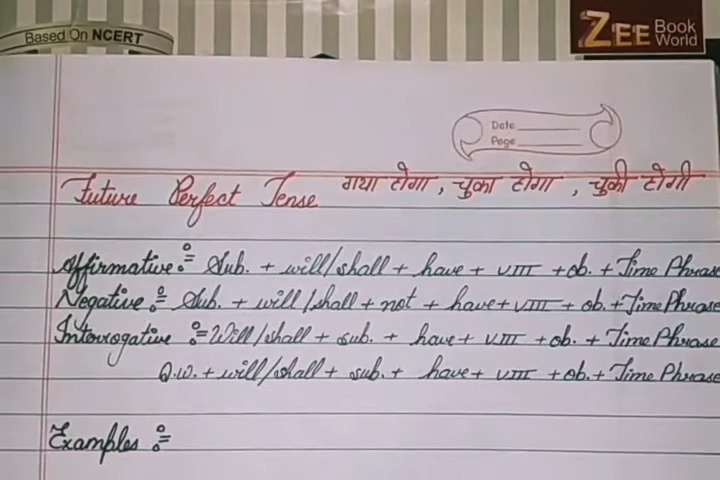 Based On NCERT
ZEE Book World
Date
Page
Future Perfect Tense गया होगा, चुका होगा, चुकी होगी
Affirmative := Sub. + will/shall + have + VIII + ob. + Time Phrase
Negative := Sub. + will/shall + not + have + VIII + ob. + Time Phrase
Interrogative := Will/shall + sub. + have + VIII + ob. + Time Phrase
Q.w. + will/shall + sub. + have + VIII + ob. + Time Phrase
Examples :=